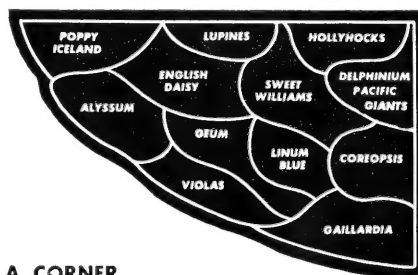 POPPY
ICELAND
LUPINES
HOLLYHOCKS
ENGLISH
DAISY
SWEET
WILLIAMS
DELPHINIUM
PACIFIC
GIANTS
ALYSSUM
GEUM
LINUM
BLUE
COREOPSIS
VIOLAS
GAILLARDIA
A CORNER